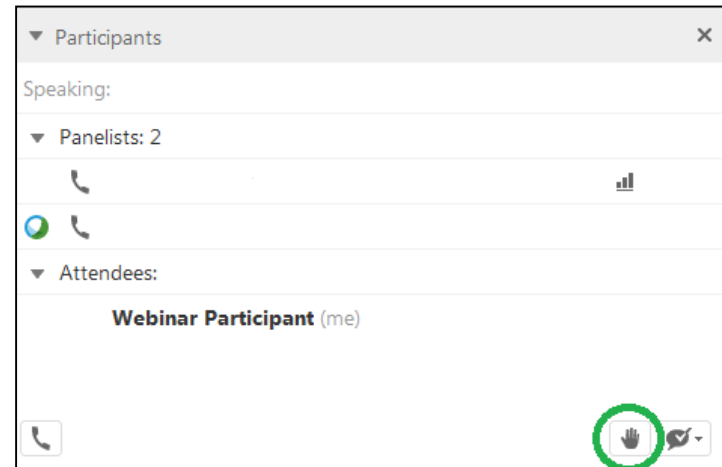 Participants
Speaking:
Panelists: 2
Attendees:
Webinar Participant (me)